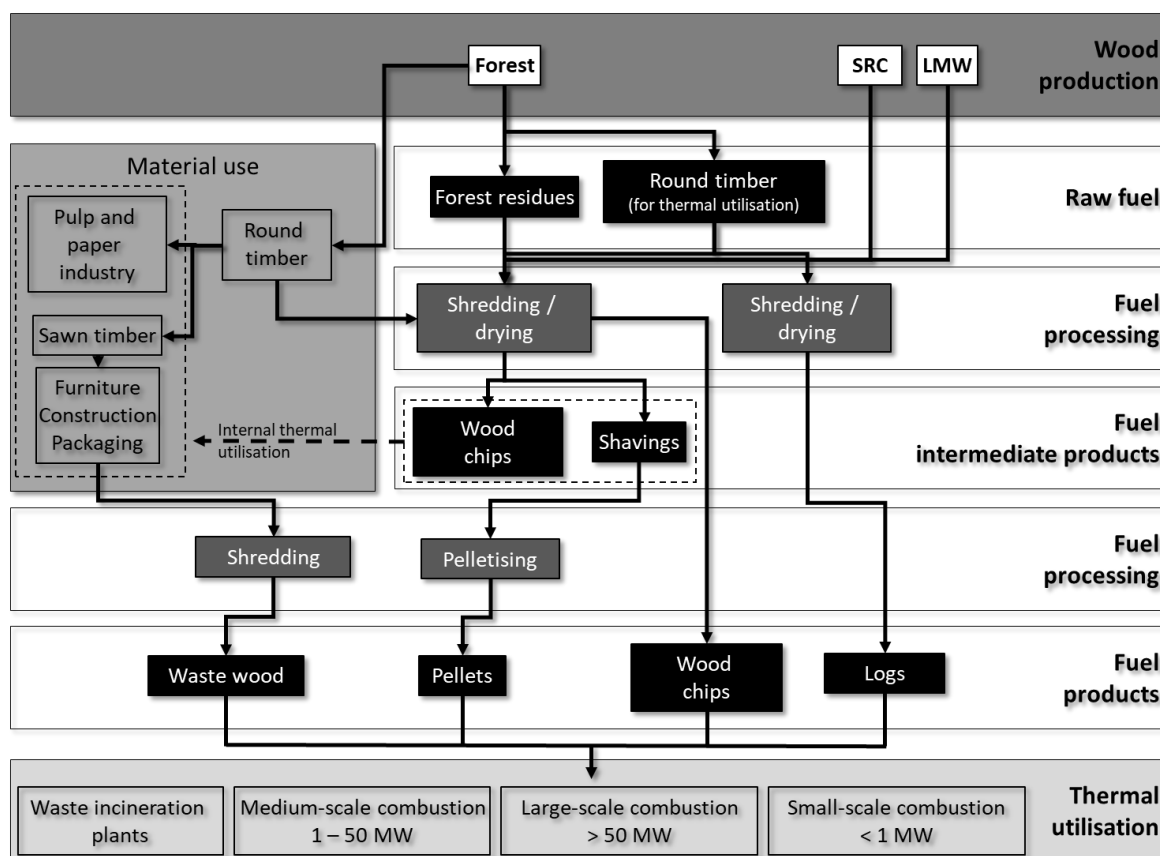 Wood
production
Forest
SRC
LMW
Material use
Pulp and
paper
industry
Round
timber
Sawn timber
Furniture
Construction
Packaging
Raw fuel
Forest residues
Round timber
(for thermal utilisation)
Fuel
processing
Shredding /
drying
Shredding /
drying
Fuel
intermediate products
Internal thermal
utilisation
Wood
chips
Shavings
Fuel
processing
Shredding
Pelletising
Fuel
products
Waste wood
Pellets
Wood
chips
Logs
Thermal
utilisation
Waste incineration
plants
Medium-scale combustion
1 – 50 MW
Large-scale combustion
> 50 MW
Small-scale combustion
< 1 MW